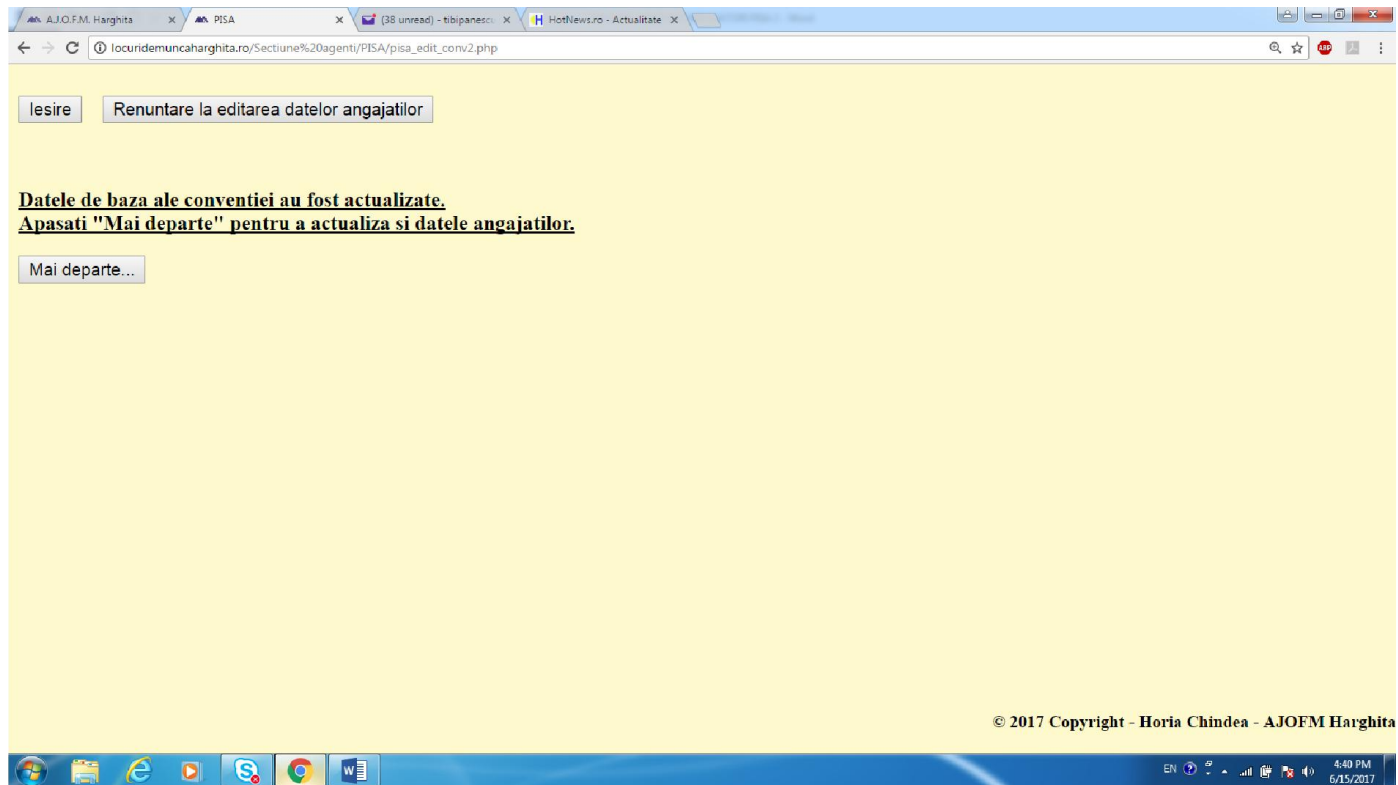 A.J.O.F.M. Harghita
PISA
(38 unread) - tibipanescu
HotNews.ro - Actualitate
locuridemuncaharghita.ro/Sectiune%20agenti/PISA/pisa_edit_conv2.php
ABP
Iesire
Renuntare la editarea datelor angajatilor
Datele de baza ale conventiei au fost actualizate.
Apasati "Mai departe" pentru a actualiza si datele angajatilor.
Mai departe...
© 2017 Copyright - Horia Chindea - AJOFM Harghita
EN
4:40 PM
6/15/2017